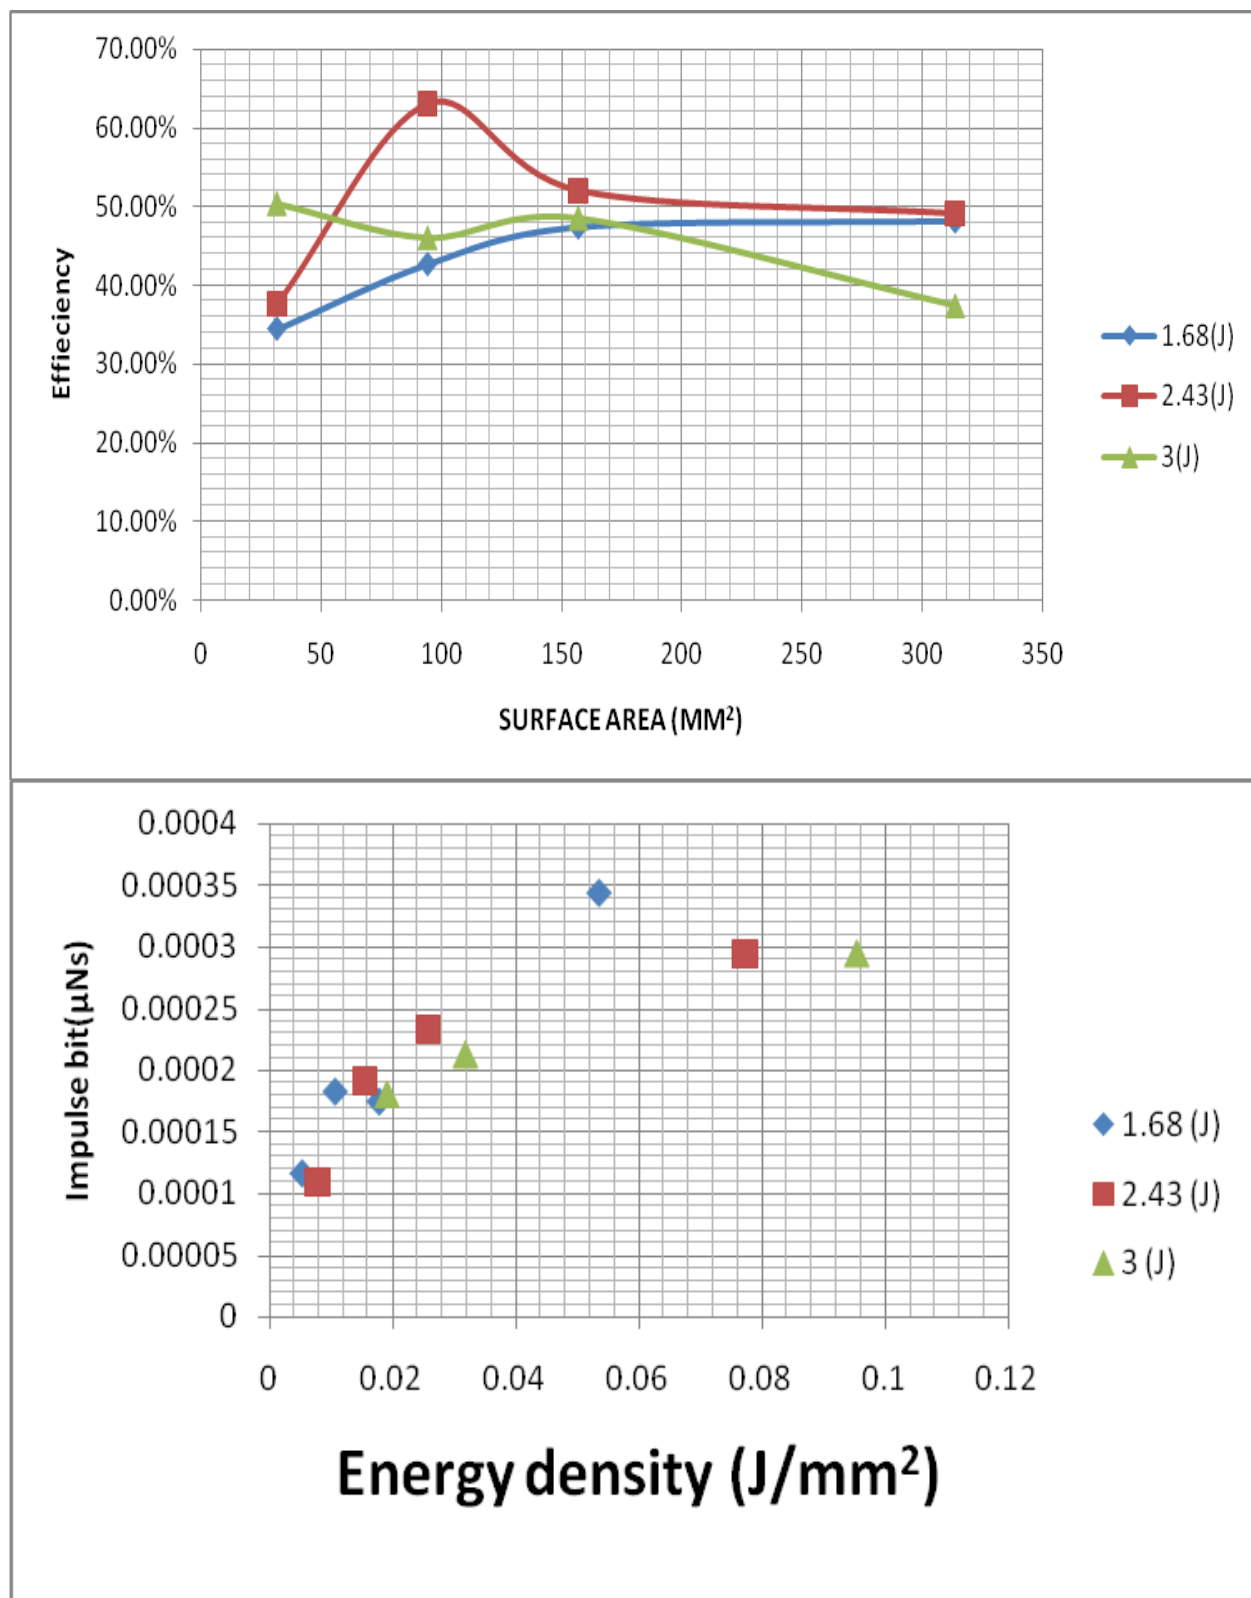 70.00%
60.00%
50.00%
40.00%
30.00%
20.00%
10.00%
0.00%
Effieciency
0 50 100 150 200 250 300 350
SURFACE AREA (MM²)
1.68(J)
2.43(J)
3(J)
0.0004
0.00035
0.0003
0.00025
0.0002
0.00015
0.0001
0.00005
0
Impulse bit(µNs)
0 0.02 0.04 0.06 0.08 0.1 0.12
Energy density (J/mm²)
1.68 (J)
2.43 (J)
3 (J)